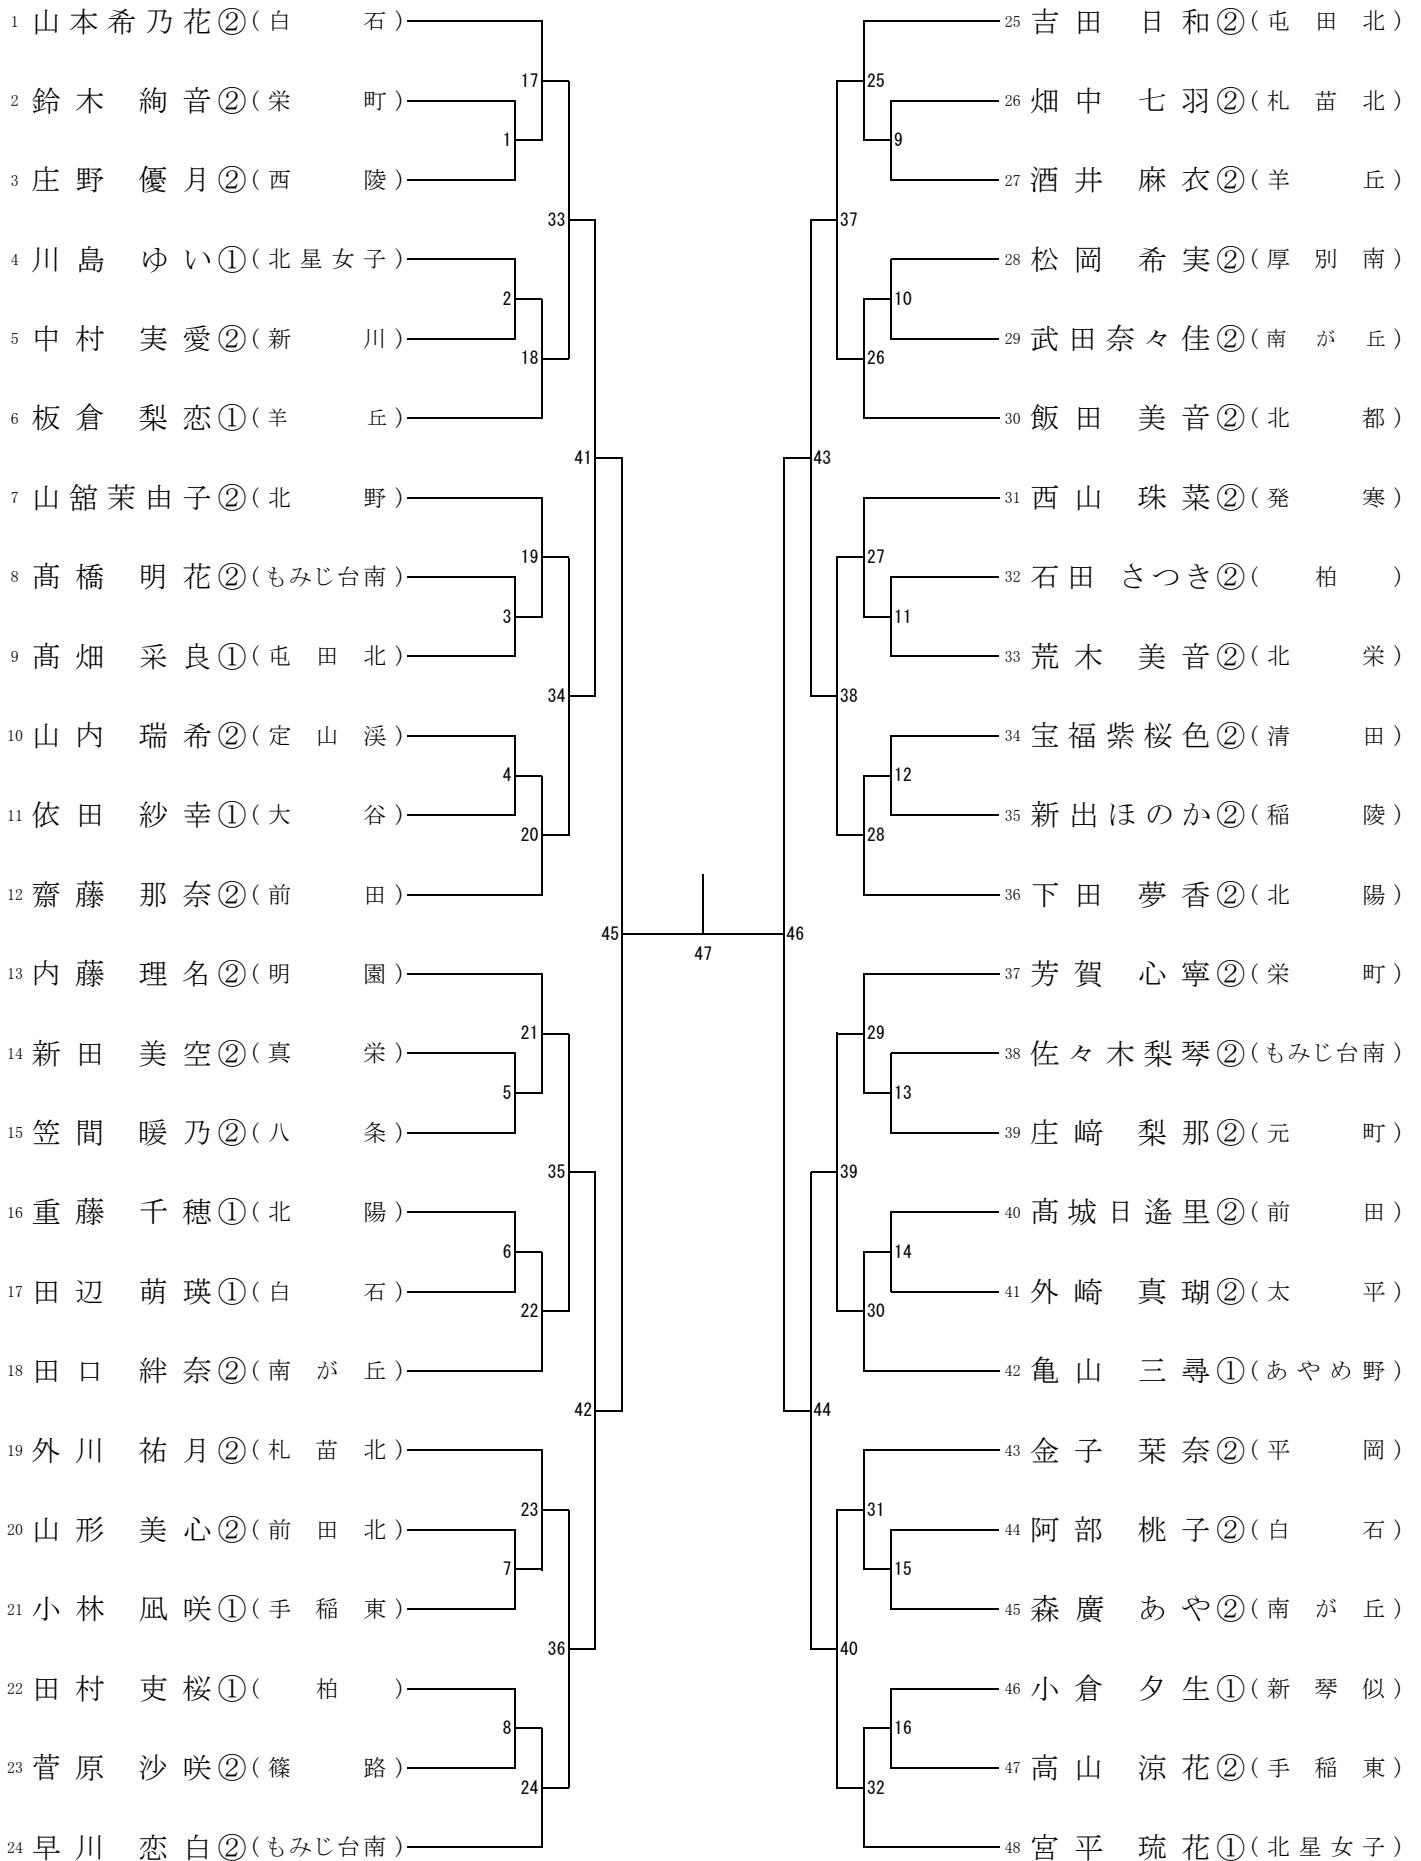 1 山本希乃花②(白石)
2 鈴木絢音②(栄町)
3 庄野優月②(西陵)
4 川島ゆい①(北星女子)
5 中村実愛②(新川)
6 板倉梨恋①(羊丘)
7 山舘茉由子②(北野)
8 髙橋明花②(もみじ台南)
9 髙畑采良①(屯田北)
10 山内瑞希②(定山渓)
11 依田紗幸①(大谷)
12 齋藤那奈②(前田)
13 内藤理名②(明園)
14 新田美空②(真栄)
15 笠間暖乃②(八条)
16 重藤千穂①(北陽)
17 田辺萌瑛①(白石)
18 田口絆奈②(南が丘)
19 外川祐月②(札苗北)
20 山形美心②(前田北)
21 小林凪咲①(手稲東)
22 田村吏桜①(柏)
23 菅原沙咲②(篠路)
24 早川恋白②(もみじ台南)
17
1
33
2
18
41
19
3
34
4
20
45
21
5
35
6
22
42
23
7
36
8
24
47
25
9
37
10
26
43
27
11
38
12
28
46
29
13
39
14
30
44
31
15
40
16
32
25 吉田日和②(屯田北)
26 畑中七羽②(札苗北)
27 酒井麻衣②(羊丘)
28 松岡希実②(厚別南)
29 武田奈々佳②(南が丘)
30 飯田美音②(北都)
31 西山珠菜②(発寒)
32 石田さつき②(柏)
33 荒木美音②(北栄)
34 宝福紫桜色②(清田)
35 新出ほのか②(稲陵)
36 下田夢香②(北陽)
37 芳賀心寧②(栄町)
38 佐々木梨琴②(もみじ台南)
39 庄﨑梨那②(元町)
40 髙城日遙里②(前田)
41 外崎真瑚②(太平)
42 亀山三尋①(あやめ野)
43 金子栞奈②(平岡)
44 阿部桃子②(白石)
45 森廣あや②(南が丘)
46 小倉夕生①(新琴似)
47 高山涼花②(手稲東)
48 宮平琉花①(北星女子)